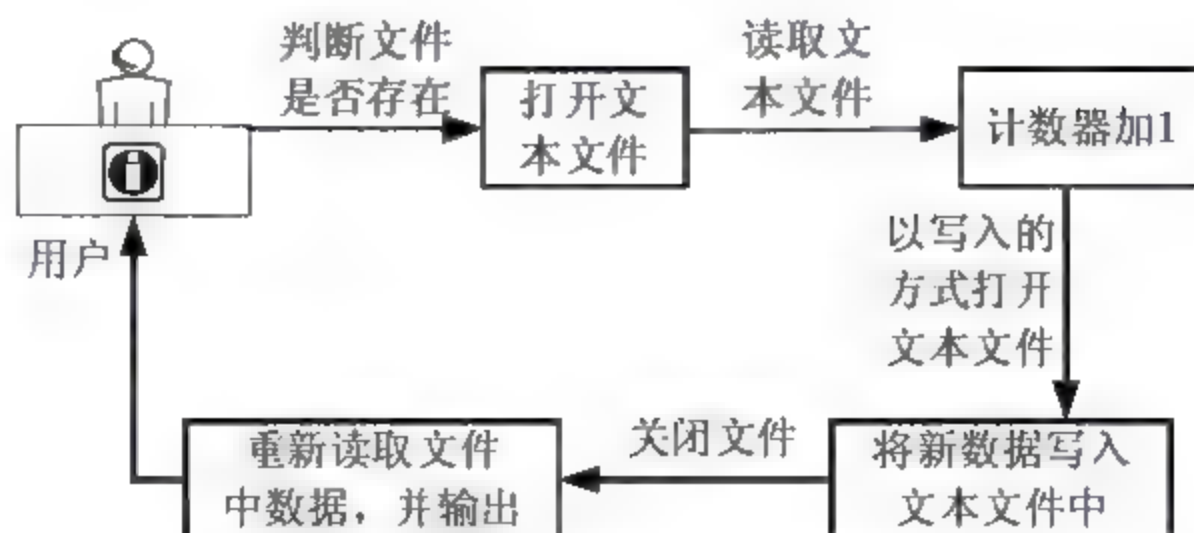 判断文件
是否存在
打开文
本文件
读取文
本文件
计数器加1
用户
以写入的
方式打开
文本文件
将新数据写入
文本文件中
关闭文件
重新读取文件
中数据，并输出